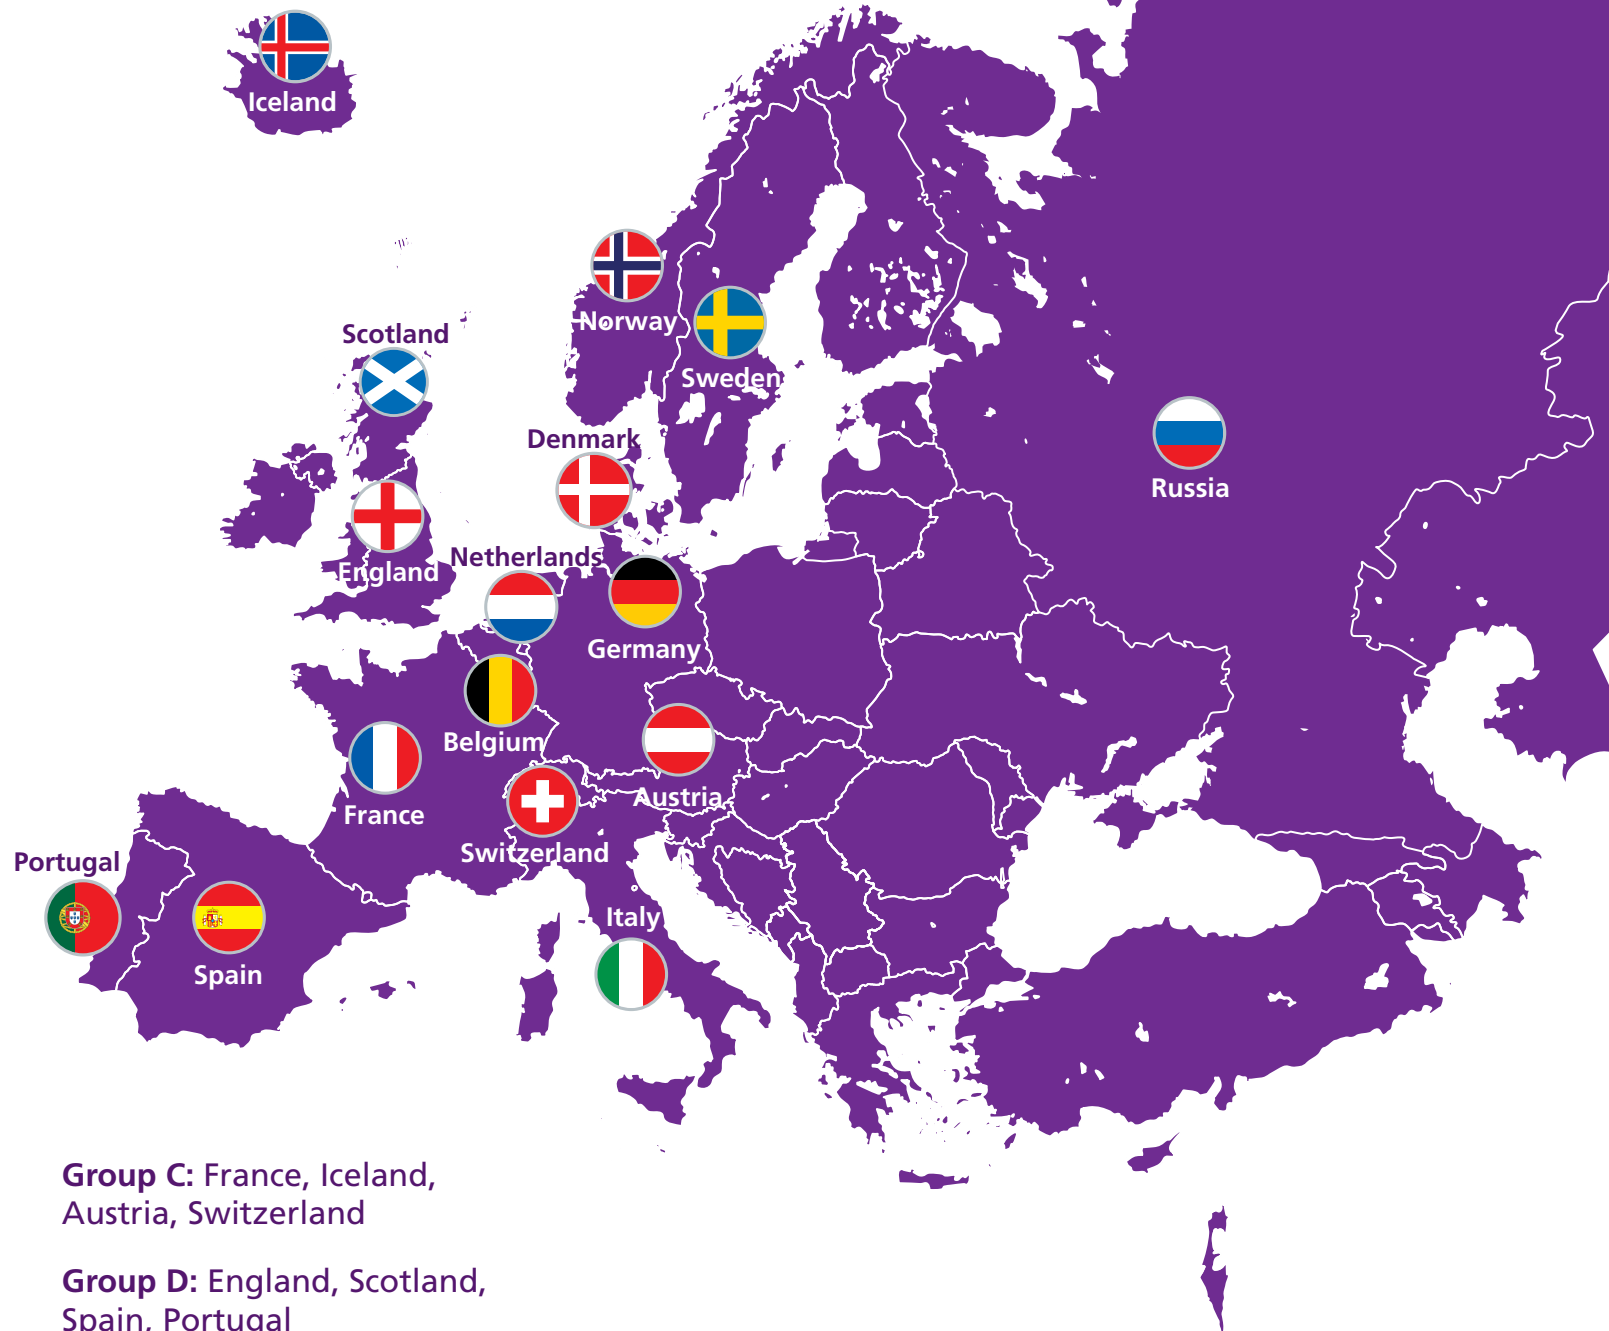 Iceland
Norway
Scotland
Sweden
Denmark
Russia
Netherlands
England
Germany
Belgium
Austria
France
Switzerland
Portugal
Italy
Spain
Group C: France, Iceland,
Austria, Switzerland
Group D: England, Scotland,
Spain, Portugal